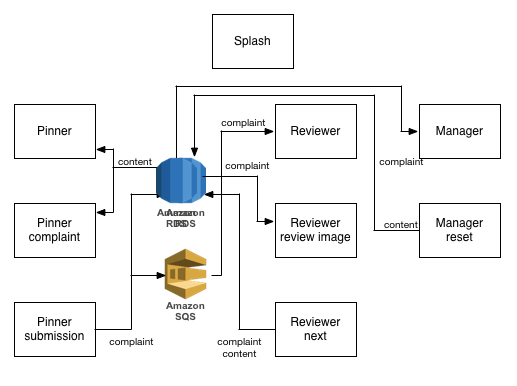 Splash
complaint
Pinner
Reviewer
Manager
content
complaint
complaint
Amazon
RDS
Pinner
complaint
Reviewer
review image
content
Manager
reset
Amazon
SQS
Pinner
submission
complaint
complaint
content
Reviewer
next